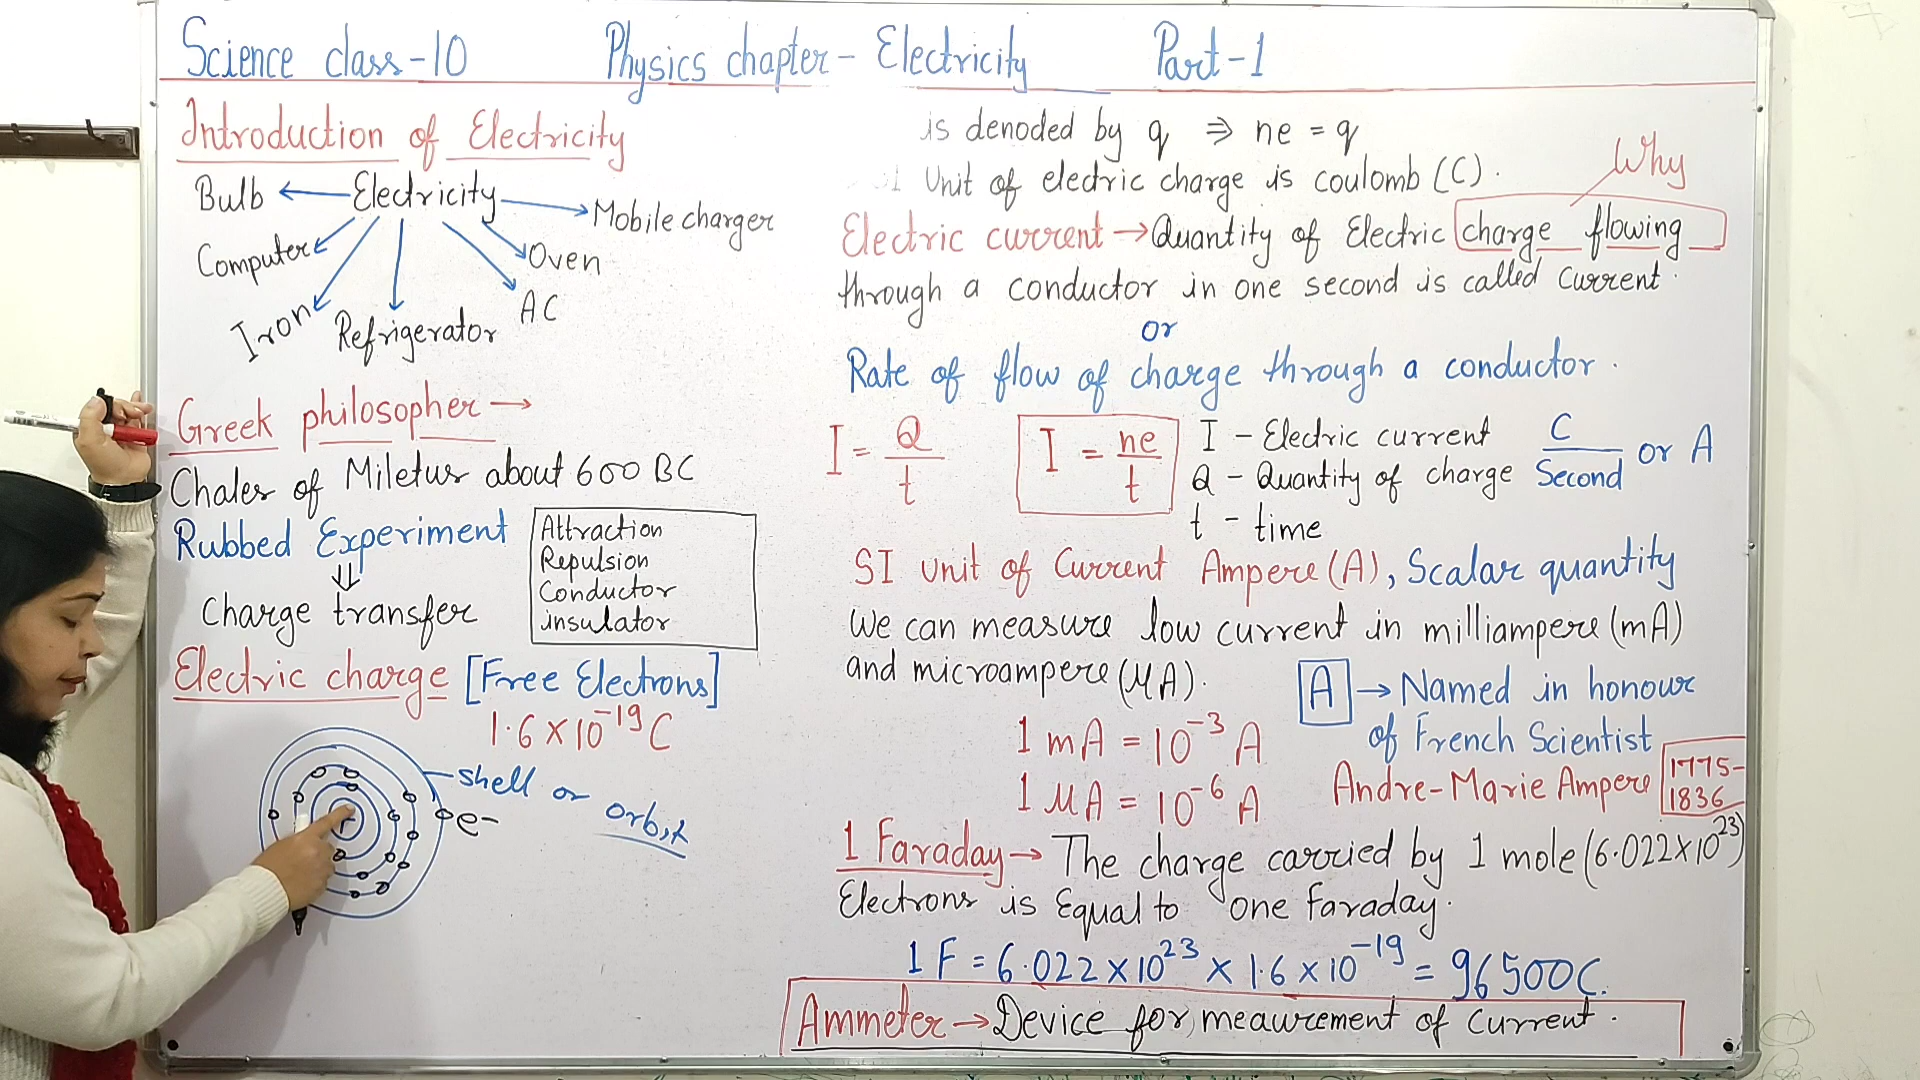 Science class-10 Physics chapter- Electricity Part-1
Introduction of Electricity
Bulb ← Electricity → Mobile charger
Computer
Oven
Iron
Refrigerator
AC
Greek philosopher →
Chales of Miletus about 600 BC
Rubbed Experiment
⇓
Charge transfer
Attraction
Repulsion
Conductor
insulator
Electric charge [Free Electrons]
1.6 × 10⁻¹⁹ C
shell or orbit
e-
is denoded by q ⇒ ne = q
Unit of electric charge is coulomb (C).
Why
Electric current → Quantity of Electric charge flowing
through a conductor in one second is called Current.
or
Rate of flow of charge through a conductor.
I = Q/t
I = ne/t
I - Electric current C/Second or A
Q - Quantity of charge
t - time
SI unit of Current Ampere (A), Scalar quantity
We can measure low current in milliampere (mA)
and microampere (μA).
1 mA = 10⁻³ A
1 μA = 10⁻⁶ A
A → Named in honour
of French Scientist
Andre-Marie Ampere 1775-
1836
1 Faraday → The charge carried by 1 mole (6.022×10²³)
Electrons is Equal to one Faraday.
1 F = 6.022 × 10²³ × 1.6 × 10⁻¹⁹ = 96500C.
Ammeter → Device for meaurement of Current.